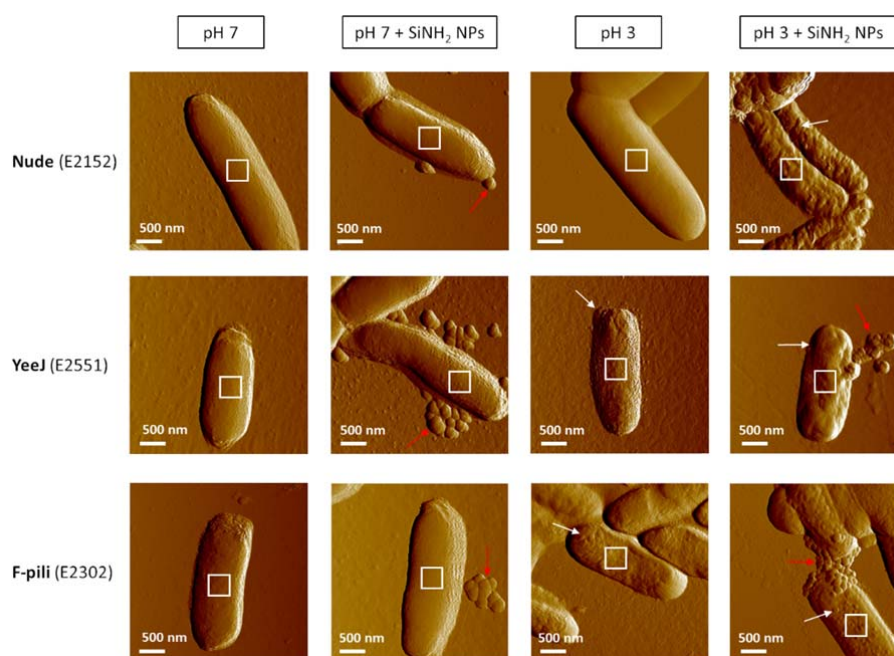 pH 7
pH 7 + SiNH₂ NPs
pH 3
pH 3 + SiNH₂ NPs
Nude (E2152)
500 nm
500 nm
500 nm
500 nm
YeeJ (E2551)
500 nm
500 nm
500 nm
500 nm
F-pili (E2302)
500 nm
500 nm
500 nm
500 nm